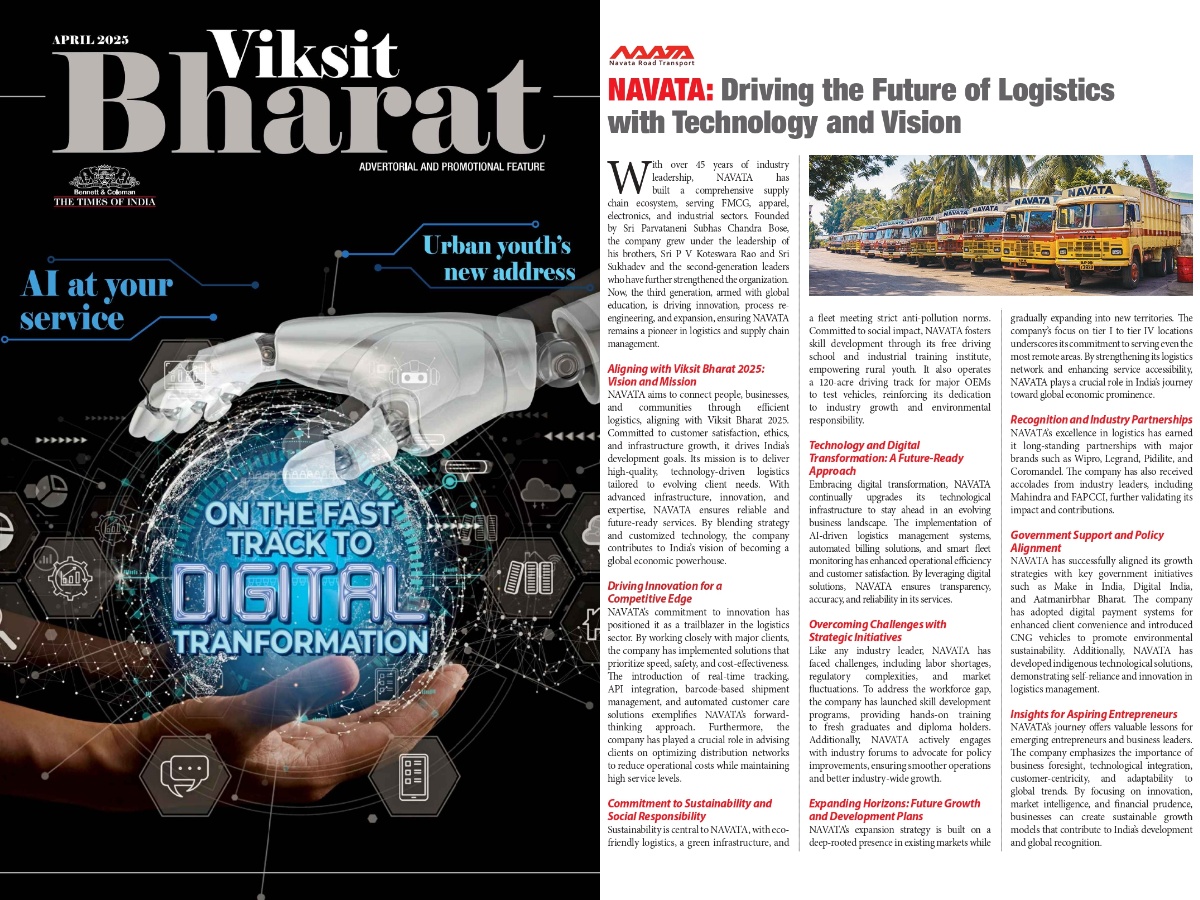 APRIL 2025
Viksit
Bharat
ADVERTORIAL AND PROMOTIONAL FEATURE
Bennett & Coleman
THE TIMES OF INDIA
Urban youth's
new address
AI at your
service
ON THE FAST
TRACK TO
DIGITAL
TRANFORMATION
NAVATA
Navata Road Transport
NAVATA: Driving the Future of Logistics
with Technology and Vision
With over 45 years of industry
leadership, NAVATA has
built a comprehensive supply
chain ecosystem, serving FMCG, apparel,
electronics, and industrial sectors. Founded
by Sri Parvataneni Subhas Chandra Bose,
the company grew under the leadership of
his brothers, Sri P V Koteswara Rao and Sri
Sukhadev and the second-generation leaders
who have further strengthened the organization.
Now, the third generation, armed with global
education, is driving innovation, process re-
engineering, and expansion, ensuring NAVATA
remains a pioneer in logistics and supply chain
management.
Aligning with Viksit Bharat 2025:
Vision and Mission
NAVATA aims to connect people, businesses,
and communities through efficient
logistics, aligning with Viksit Bharat 2025.
Committed to customer satisfaction, ethics,
and infrastructure growth, it drives India's
development goals. Its mission is to deliver
high-quality, technology-driven logistics
tailored to evolving client needs. With
advanced infrastructure, innovation, and
expertise, NAVATA ensures reliable and
future-ready services. By blending strategy
and customized technology, the company
contributes to India's vision of becoming a
global economic powerhouse.
Driving Innovation for a
Competitive Edge
NAVATA's commitment to innovation has
positioned it as a trailblazer in the logistics
sector. By working closely with major clients,
the company has implemented solutions that
prioritize speed, safety, and cost-effectiveness.
The introduction of real-time tracking,
API integration, barcode-based shipment
management, and automated customer care
solutions exemplifies NAVATA's forward-
thinking approach. Furthermore, the
company has played a crucial role in advising
clients on optimizing distribution networks
to reduce operational costs while maintaining
high service levels.
Commitment to Sustainability and
Social Responsibility
Sustainability is central to NAVATA, with eco-
friendly logistics, a green infrastructure, and
NAVATA
NAVATA
NAVATA
NAVATA
a fleet meeting strict anti-pollution norms.
Committed to social impact, NAVATA fosters
skill development through its free driving
school and industrial training institute,
empowering rural youth. It also operates
a 120-acre driving track for major OEMs
to test vehicles, reinforcing its dedication
to industry growth and environmental
responsibility.
Technology and Digital
Transformation: A Future-Ready
Approach
Embracing digital transformation, NAVATA
continually upgrades its technological
infrastructure to stay ahead in an evolving
business landscape. The implementation of
AI-driven logistics management systems,
automated billing solutions, and smart fleet
monitoring has enhanced operational efficiency
and customer satisfaction. By leveraging digital
solutions, NAVATA ensures transparency,
accuracy, and reliability in its services.
Overcoming Challenges with
Strategic Initiatives
Like any industry leader, NAVATA has
faced challenges, including labor shortages,
regulatory complexities, and market
fluctuations. To address the workforce gap,
the company has launched skill development
programs, providing hands-on training
to fresh graduates and diploma holders.
Additionally, NAVATA actively engages
with industry forums to advocate for policy
improvements, ensuring smoother operations
and better industry-wide growth.
Expanding Horizons: Future Growth
and Development Plans
NAVATA's expansion strategy is built on a
deep-rooted presence in existing markets while
gradually expanding into new territories. The
company's focus on tier I to tier IV locations
underscores its commitment to serving even the
most remote areas. By strengthening its logistics
network and enhancing service accessibility,
NAVATA plays a crucial role in India's journey
toward global economic prominence.
Recognition and Industry Partnerships
NAVATA's excellence in logistics has earned
it long-standing partnerships with major
brands such as Wipro, Legrand, Pidilite, and
Coromandel. The company has also received
accolades from industry leaders, including
Mahindra and FAPCCI, further validating its
impact and contributions.
Government Support and Policy
Alignment
NAVATA has successfully aligned its growth
strategies with key government initiatives
such as Make in India, Digital India,
and Aatmanirbhar Bharat. The company
has adopted digital payment systems for
enhanced client convenience and introduced
CNG vehicles to promote environmental
sustainability. Additionally, NAVATA has
developed indigenous technological solutions,
demonstrating self-reliance and innovation in
logistics management.
Insights for Aspiring Entrepreneurs
NAVATA's journey offers valuable lessons for
emerging entrepreneurs and business leaders.
The company emphasizes the importance of
business foresight, technological integration,
customer-centricity, and adaptability to
global trends. By focusing on innovation,
market intelligence, and financial prudence,
businesses can create sustainable growth
models that contribute to India's development
and global recognition.